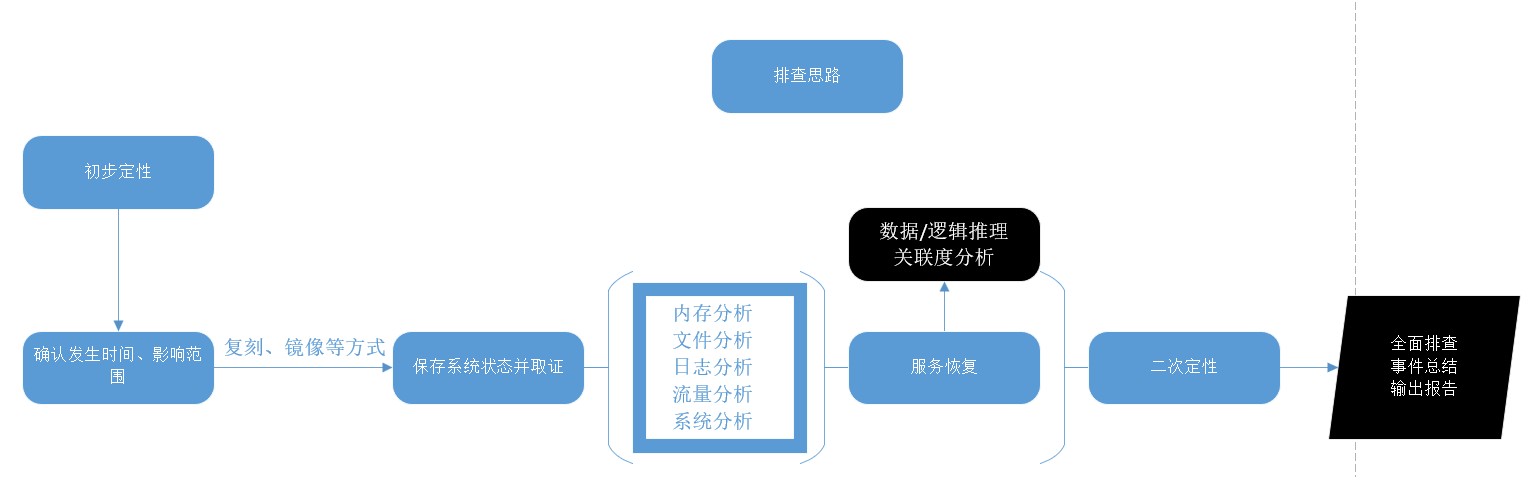 排查思路
初步定性
确认发生时间、影响范
围
复刻、镜像等方式
保存系统状态并取证
内存分析
文件分析
日志分析
流量分析
系统分析
数据/逻辑推理
关联度分析
服务恢复
二次定性
全面排查
事件总结
输出报告